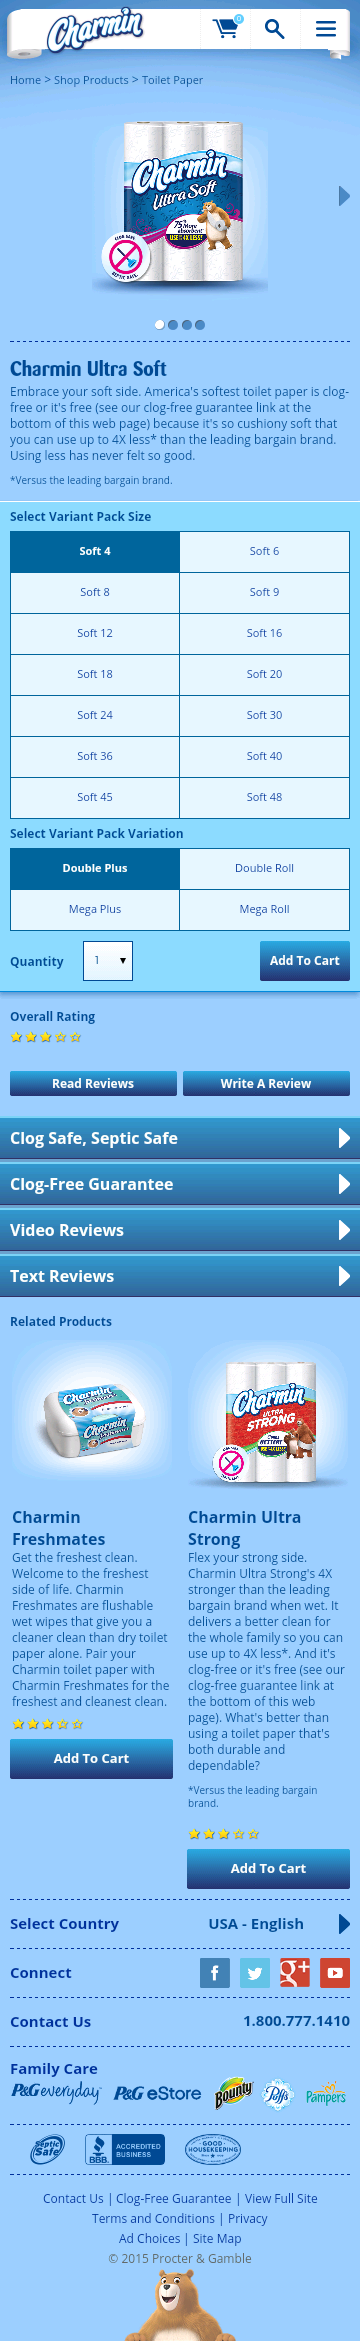 Charmin
0
Home > Shop Products > Toilet Paper
Charmin
Ultra Soft
75% More
absorbent*
USE 4X LESS!
CLOG SAFE
SEPTIC SAFE
Charmin Ultra Soft
Embrace your soft side. America's softest toilet paper is clog-
free or it's free (see our clog-free guarantee link at the
bottom of this web page) because it's so cushiony soft that
you can use up to 4X less* than the leading bargain brand.
Using less has never felt so good.
*Versus the leading bargain brand.
Select Variant Pack Size
Soft 4 Soft 6
Soft 8 Soft 9
Soft 12 Soft 16
Soft 18 Soft 20
Soft 24 Soft 30
Soft 36 Soft 40
Soft 45 Soft 48
Select Variant Pack Variation
Double Plus Double Roll
Mega Plus Mega Roll
Quantity 1 Add To Cart
Overall Rating
Read Reviews Write A Review
Clog Safe, Septic Safe
Clog-Free Guarantee
Video Reviews
Text Reviews
Related Products
Charmin
Charmin
Charmin
ULTRA
STRONG
Charmin
Freshmates
Get the freshest clean.
Welcome to the freshest
side of life. Charmin
Freshmates are flushable
wet wipes that give you a
cleaner clean than dry toilet
paper alone. Pair your
Charmin toilet paper with
Charmin Freshmates for the
freshest and cleanest clean.
Add To Cart
Charmin Ultra
Strong
Flex your strong side.
Charmin Ultra Strong's 4X
stronger than the leading
bargain brand when wet. It
delivers a better clean for
the whole family so you can
use up to 4X less*. And it's
clog-free or it's free (see our
clog-free guarantee link at
the bottom of this web
page). What's better than
using a toilet paper that's
both durable and
dependable?
*Versus the leading bargain
brand.
Add To Cart
Select Country USA - English
Connect f g+
Contact Us 1.800.777.1410
Family Care
P&G everyday P&G eStore Bounty Puffs Pampers
Septic Safe BBB. ACCREDITED BUSINESS GOOD HOUSEKEEPING
Contact Us | Clog-Free Guarantee | View Full Site
Terms and Conditions | Privacy
Ad Choices | Site Map
© 2015 Procter & Gamble